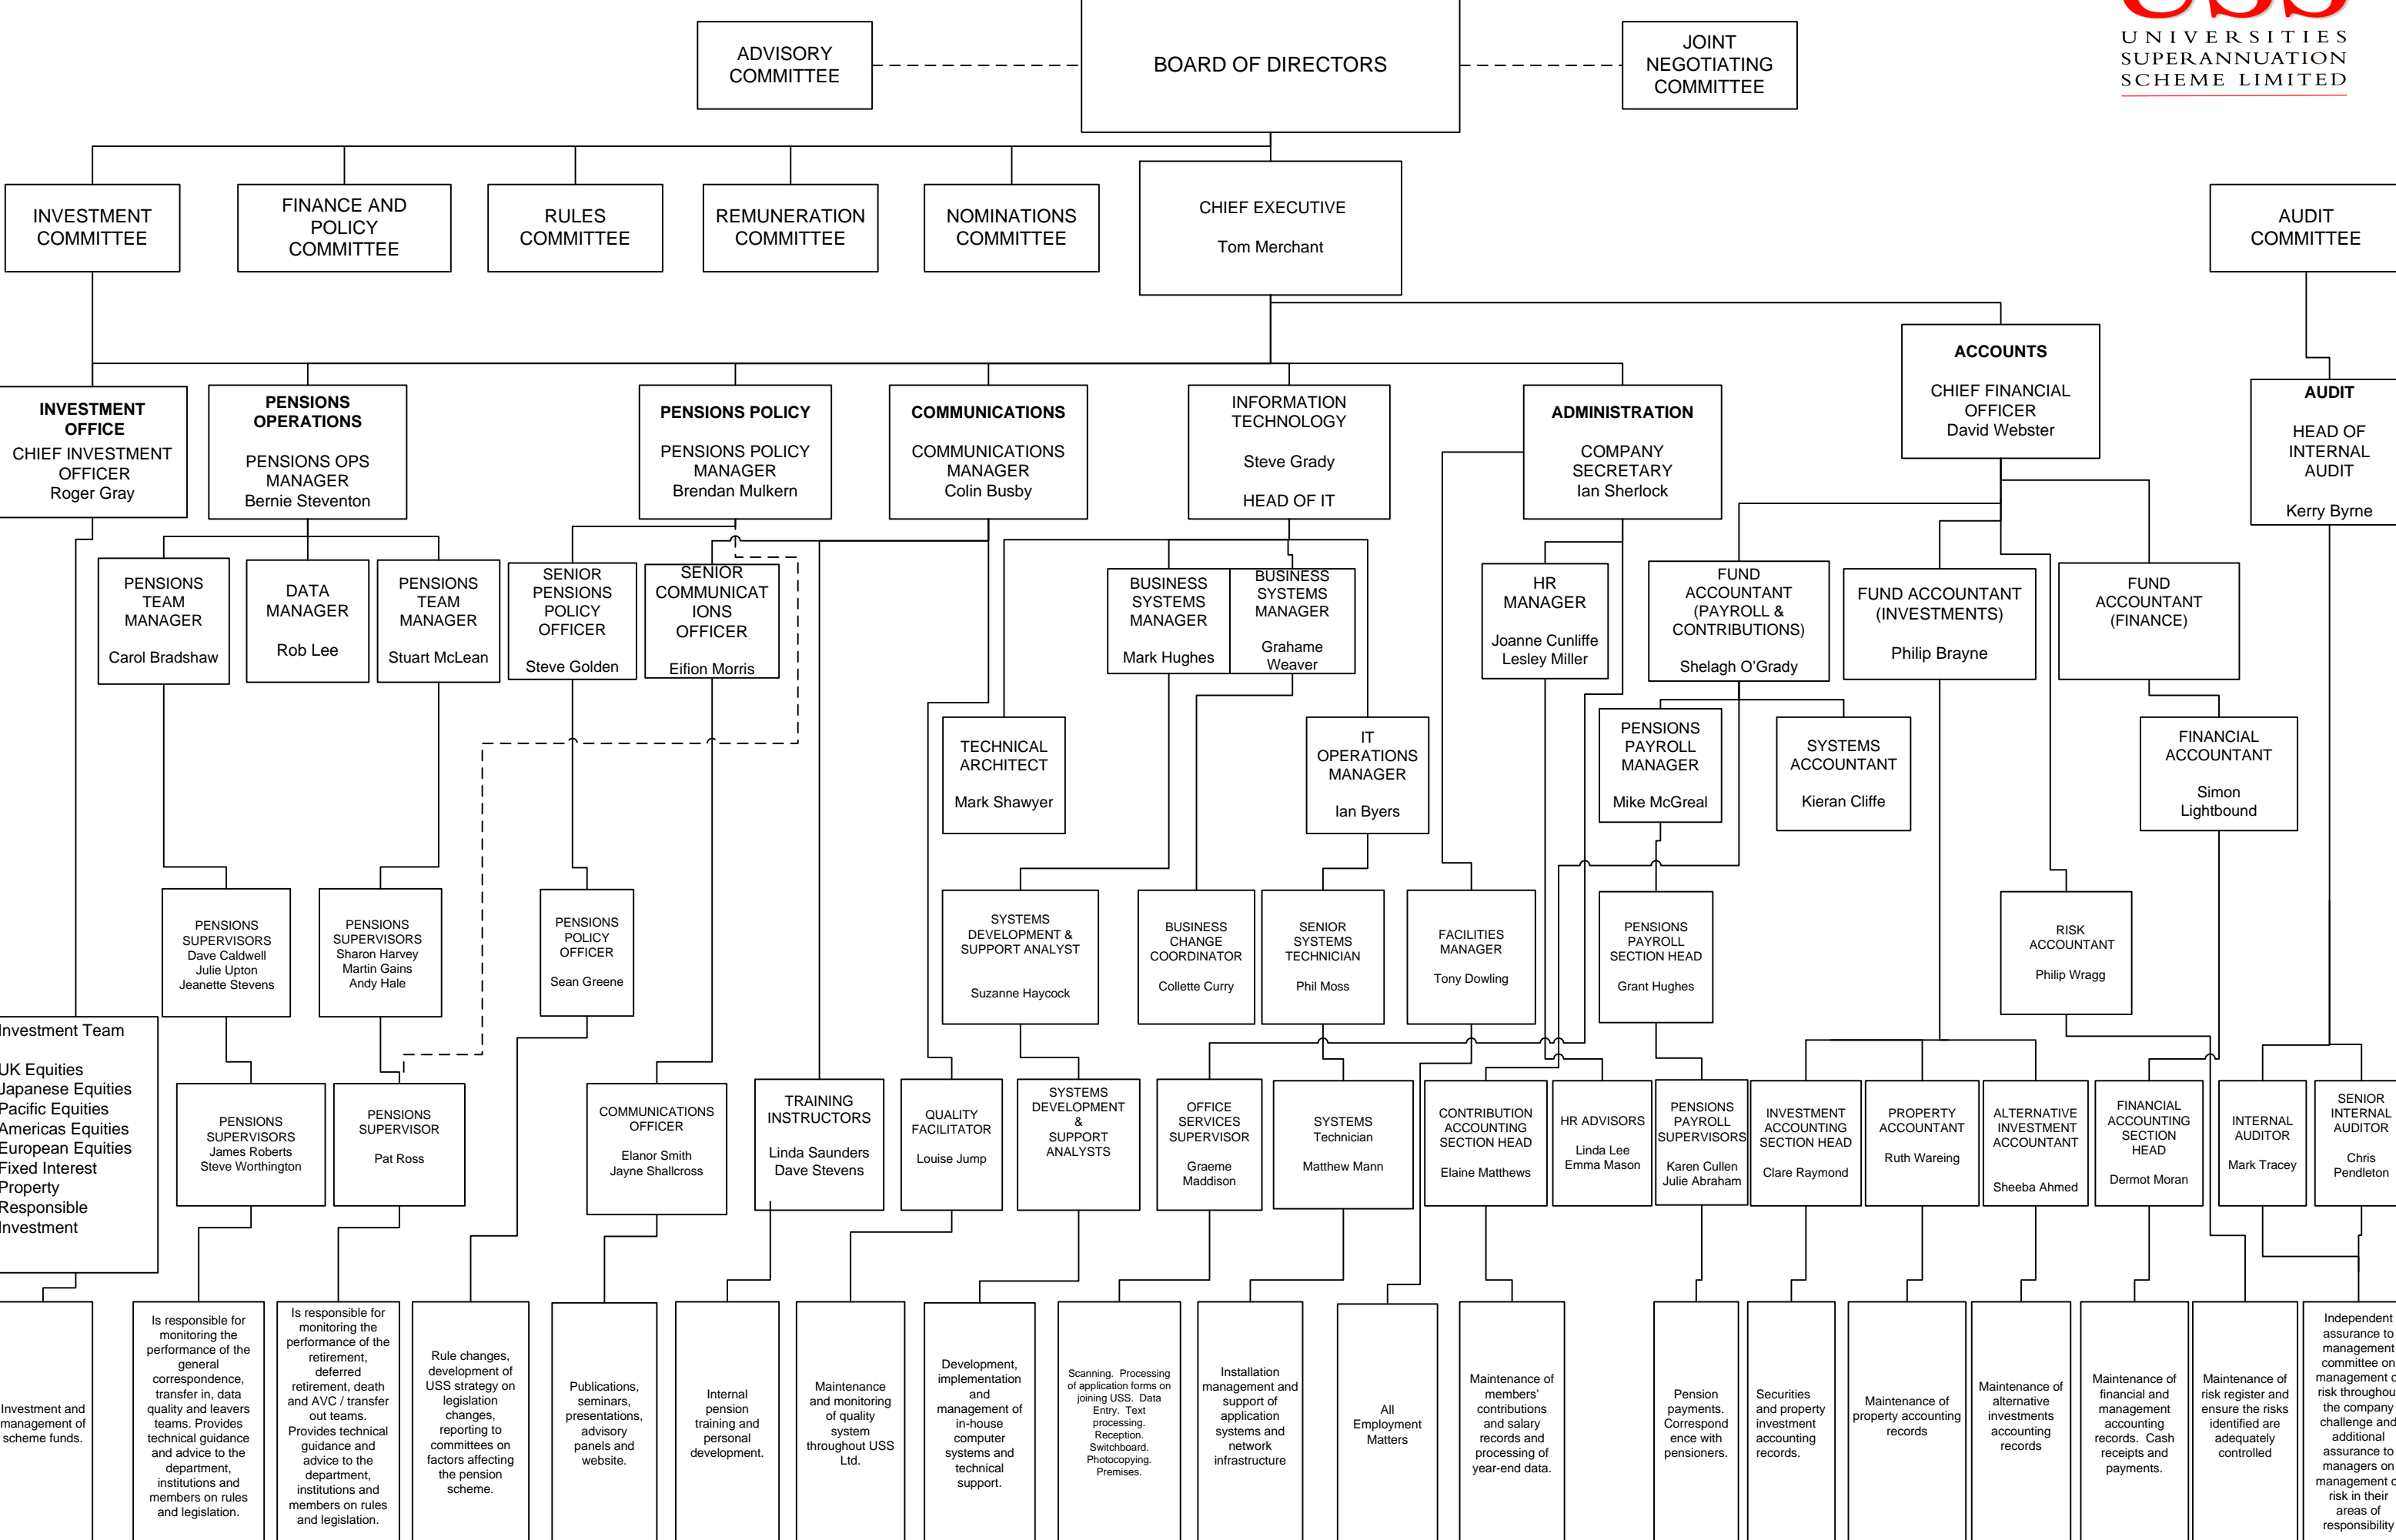 USS
UNIVERSITIES
SUPERANNUATION
SCHEME LIMITED
ADVISORY
COMMITTEE
BOARD OF DIRECTORS
JOINT
NEGOTIATING
COMMITTEE
INVESTMENT
COMMITTEE
FINANCE AND
POLICY
COMMITTEE
RULES
COMMITTEE
REMUNERATION
COMMITTEE
NOMINATIONS
COMMITTEE
CHIEF EXECUTIVE
Tom Merchant
AUDIT
COMMITTEE
INVESTMENT
OFFICE
CHIEF INVESTMENT
OFFICER
Roger Gray
PENSIONS
OPERATIONS
PENSIONS OPS
MANAGER
Bernie Steventon
PENSIONS POLICY
PENSIONS POLICY
MANAGER
Brendan Mulkern
COMMUNICATIONS
COMMUNICATIONS
MANAGER
Colin Busby
INFORMATION
TECHNOLOGY
Steve Grady
HEAD OF IT
ADMINISTRATION
COMPANY
SECRETARY
Ian Sherlock
ACCOUNTS
CHIEF FINANCIAL
OFFICER
David Webster
AUDIT
HEAD OF
INTERNAL
AUDIT
Kerry Byrne
PENSIONS
TEAM
MANAGER
Carol Bradshaw
DATA
MANAGER
Rob Lee
PENSIONS
TEAM
MANAGER
Stuart McLean
SENIOR
PENSIONS
POLICY
OFFICER
Steve Golden
SENIOR
COMMUNICAT
IONS
OFFICER
Eifion Morris
BUSINESS
SYSTEMS
MANAGER
Mark Hughes
BUSINESS
SYSTEMS
MANAGER
Grahame
Weaver
HR
MANAGER
Joanne Cunliffe
Lesley Miller
FUND
ACCOUNTANT
(PAYROLL &
CONTRIBUTIONS)
Shelagh O'Grady
FUND ACCOUNTANT
(INVESTMENTS)
Philip Brayne
FUND
ACCOUNTANT
(FINANCE)
TECHNICAL
ARCHITECT
Mark Shawyer
IT
OPERATIONS
MANAGER
Ian Byers
PENSIONS
PAYROLL
MANAGER
Mike McGreal
SYSTEMS
ACCOUNTANT
Kieran Cliffe
FINANCIAL
ACCOUNTANT
Simon
Lightbound
PENSIONS
SUPERVISORS
Dave Caldwell
Julie Upton
Jeanette Stevens
PENSIONS
SUPERVISORS
Sharon Harvey
Martin Gains
Andy Hale
PENSIONS
POLICY
OFFICER
Sean Greene
SYSTEMS
DEVELOPMENT &
SUPPORT ANALYST
Suzanne Haycock
BUSINESS
CHANGE
COORDINATOR
Collette Curry
SENIOR
SYSTEMS
TECHNICIAN
Phil Moss
FACILITIES
MANAGER
Tony Dowling
PENSIONS
PAYROLL
SECTION HEAD
Grant Hughes
RISK
ACCOUNTANT
Philip Wragg
Investment Team
UK Equities
Japanese Equities
Pacific Equities
Americas Equities
European Equities
Fixed Interest
Property
Responsible
Investment
PENSIONS
SUPERVISORS
James Roberts
Steve Worthington
PENSIONS
SUPERVISOR
Pat Ross
COMMUNICATIONS
OFFICER
Elanor Smith
Jayne Shallcross
TRAINING
INSTRUCTORS
Linda Saunders
Dave Stevens
QUALITY
FACILITATOR
Louise Jump
SYSTEMS
DEVELOPMENT
&
SUPPORT
ANALYSTS
OFFICE
SERVICES
SUPERVISOR
Graeme
Maddison
SYSTEMS
Technician
Matthew Mann
CONTRIBUTION
ACCOUNTING
SECTION HEAD
Elaine Matthews
HR ADVISORS
Linda Lee
Emma Mason
PENSIONS
PAYROLL
SUPERVISORS
Karen Cullen
Julie Abraham
INVESTMENT
ACCOUNTING
SECTION HEAD
Clare Raymond
PROPERTY
ACCOUNTANT
Ruth Wareing
ALTERNATIVE
INVESTMENT
ACCOUNTANT
Sheeba Ahmed
FINANCIAL
ACCOUNTING
SECTION
HEAD
Dermot Moran
INTERNAL
AUDITOR
Mark Tracey
SENIOR
INTERNAL
AUDITOR
Chris
Pendleton
Investment and
management of
scheme funds.
Is responsible for
monitoring the
performance of the
general
correspondence,
transfer in, data
quality and leavers
teams. Provides
technical guidance
and advice to the
department,
institutions and
members on rules
and legislation.
Is responsible for
monitoring the
performance of the
retirement,
deferred
retirement, death
and AVC / transfer
out teams.
Provides technical
guidance and
advice to the
department,
institutions and
members on rules
and legislation.
Rule changes,
development of
USS strategy on
legislation
changes,
reporting to
committees on
factors affecting
the pension
scheme.
Publications,
seminars,
presentations,
advisory
panels and
website.
Internal
pension
training and
personal
development.
Maintenance
and monitoring
of quality
system
throughout USS
Ltd.
Development,
implementation
and
management of
in-house
computer
systems and
technical
support.
Scanning. Processing
of application forms on
joining USS. Data
Entry. Text
processing.
Reception.
Switchboard.
Photocopying.
Premises.
Installation
management and
support of
application
systems and
network
infrastructure
All
Employment
Matters
Maintenance of
members'
contributions
and salary
records and
processing of
year-end data.
Pension
payments.
Correspond
ence with
pensioners.
Securities
and property
investment
accounting
records.
Maintenance of
property accounting
records
Maintenance of
alternative
investments
accounting
records
Maintenance of
financial and
management
accounting
records. Cash
receipts and
payments.
Maintenance of
risk register and
ensure the risks
identified are
adequately
controlled
Independent
assurance to
management
committee on
management o
risk throughou
the company
challenge and
additional
assurance to
managers on
management o
risk in their
areas of
responsibility